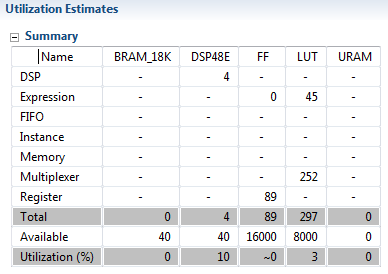 Utilization Estimates
Summary
Name BRAM_18K DSP48E FF LUT URAM
DSP - 4 - - -
Expression - - 0 45 -
FIFO - - - - -
Instance - - - - -
Memory - - - - -
Multiplexer - - - 252 -
Register - - 89 - -
Total 0 4 89 297 0
Available 40 40 16000 8000 0
Utilization (%) 0 10 ~0 3 0